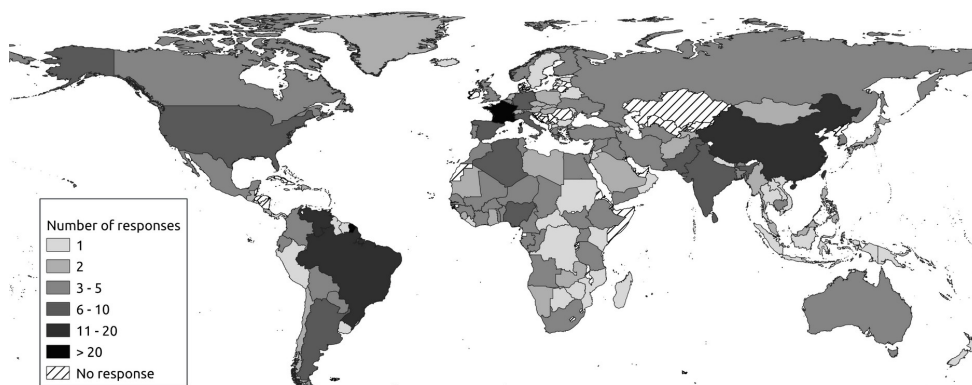 Number of responses
1
2
3 - 5
6 - 10
11 - 20
> 20
No response